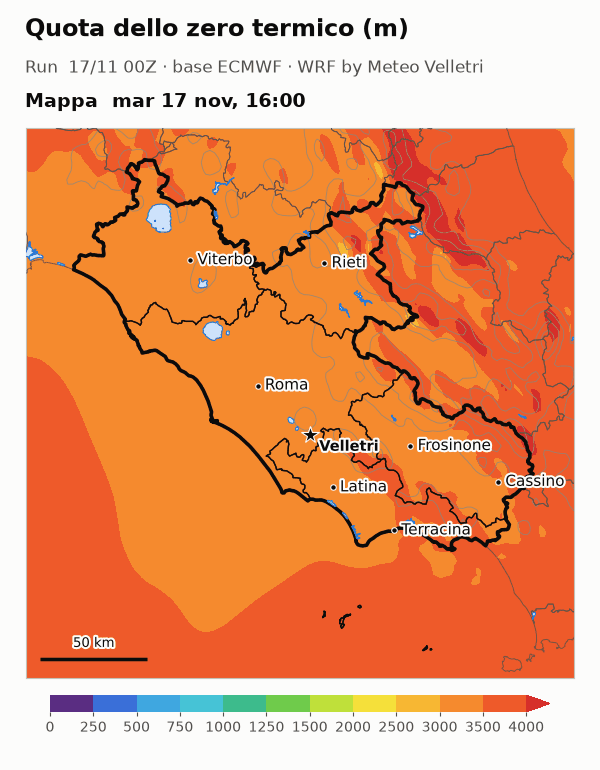 Quota dello zero termico (m)
Run  17/11 00Z · base ECMWF · WRF by Meteo Velletri
Mappa  mar 17 nov, 16:00
Viterbo
Rieti
Roma
Velletri
Frosinone
Cassino
Latina
Terracina
50 km
0 250 500 750 1000 1250 1500 2000 2500 3000 3500 4000